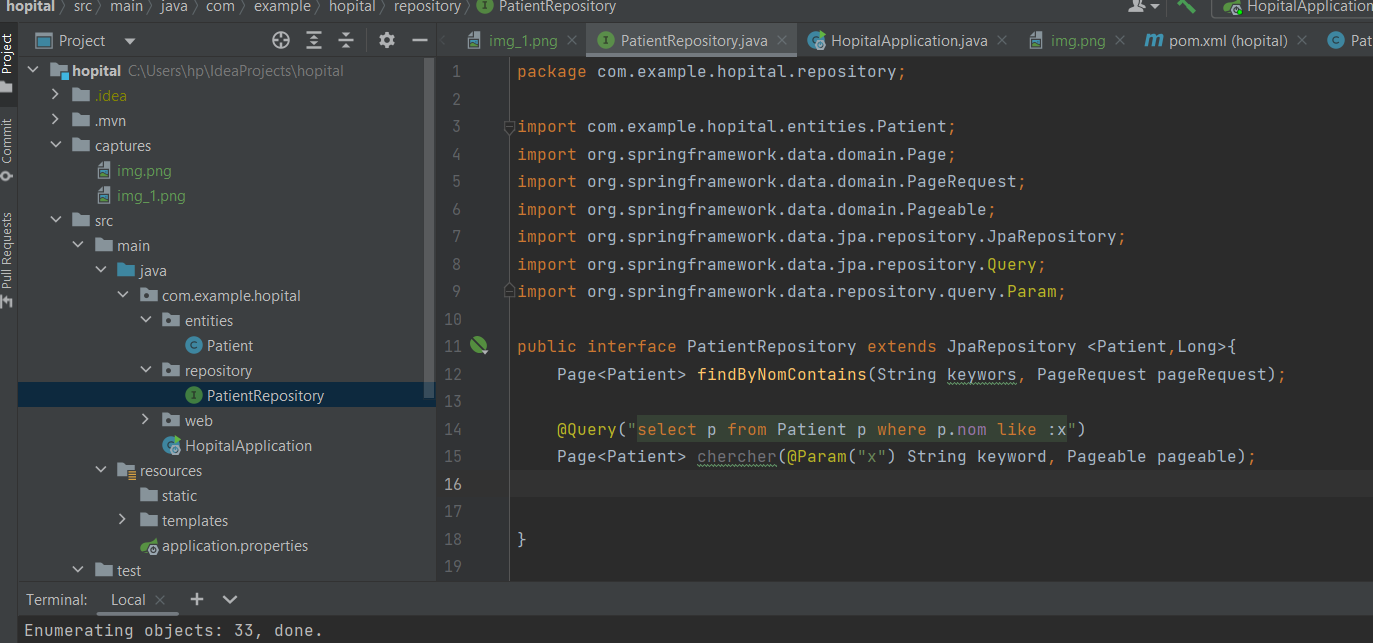 hopital › src › main › java › com › example › hopital › repository › PatientRepository
HopitalApplication
Project
img_1.png
PatientRepository.java
HopitalApplication.java
img.png
pom.xml (hopital)
Pat
Project
Commit
Pull Requests
hopital C:\Users\hp\IdeaProjects\hopital
.idea
.mvn
captures
img.png
img_1.png
src
main
java
com.example.hopital
entities
Patient
repository
PatientRepository
web
HopitalApplication
resources
static
templates
application.properties
test
1 package com.example.hopital.repository;
2
3 import com.example.hopital.entities.Patient;
4 import org.springframework.data.domain.Page;
5 import org.springframework.data.domain.PageRequest;
6 import org.springframework.data.domain.Pageable;
7 import org.springframework.data.jpa.repository.JpaRepository;
8 import org.springframework.data.jpa.repository.Query;
9 import org.springframework.data.repository.query.Param;
10
11 public interface PatientRepository extends JpaRepository <Patient,Long>{
12 Page<Patient> findByNomContains(String keywors, PageRequest pageRequest);
13
14 @Query("select p from Patient p where p.nom like :x")
15 Page<Patient> chercher(@Param("x") String keyword, Pageable pageable);
16
17
18 }
19
Terminal: Local
Enumerating objects: 33, done.